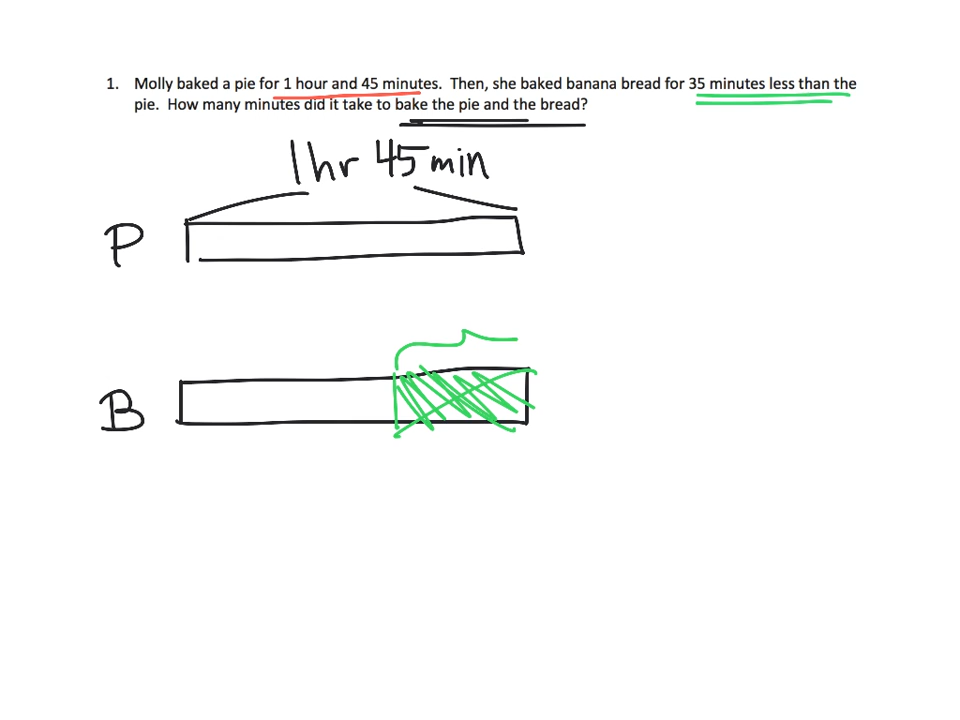 1. Molly baked a pie for 1 hour and 45 minutes. Then, she baked banana bread for 35 minutes less than the
pie. How many minutes did it take to bake the pie and the bread?
1hr 45min
P
B